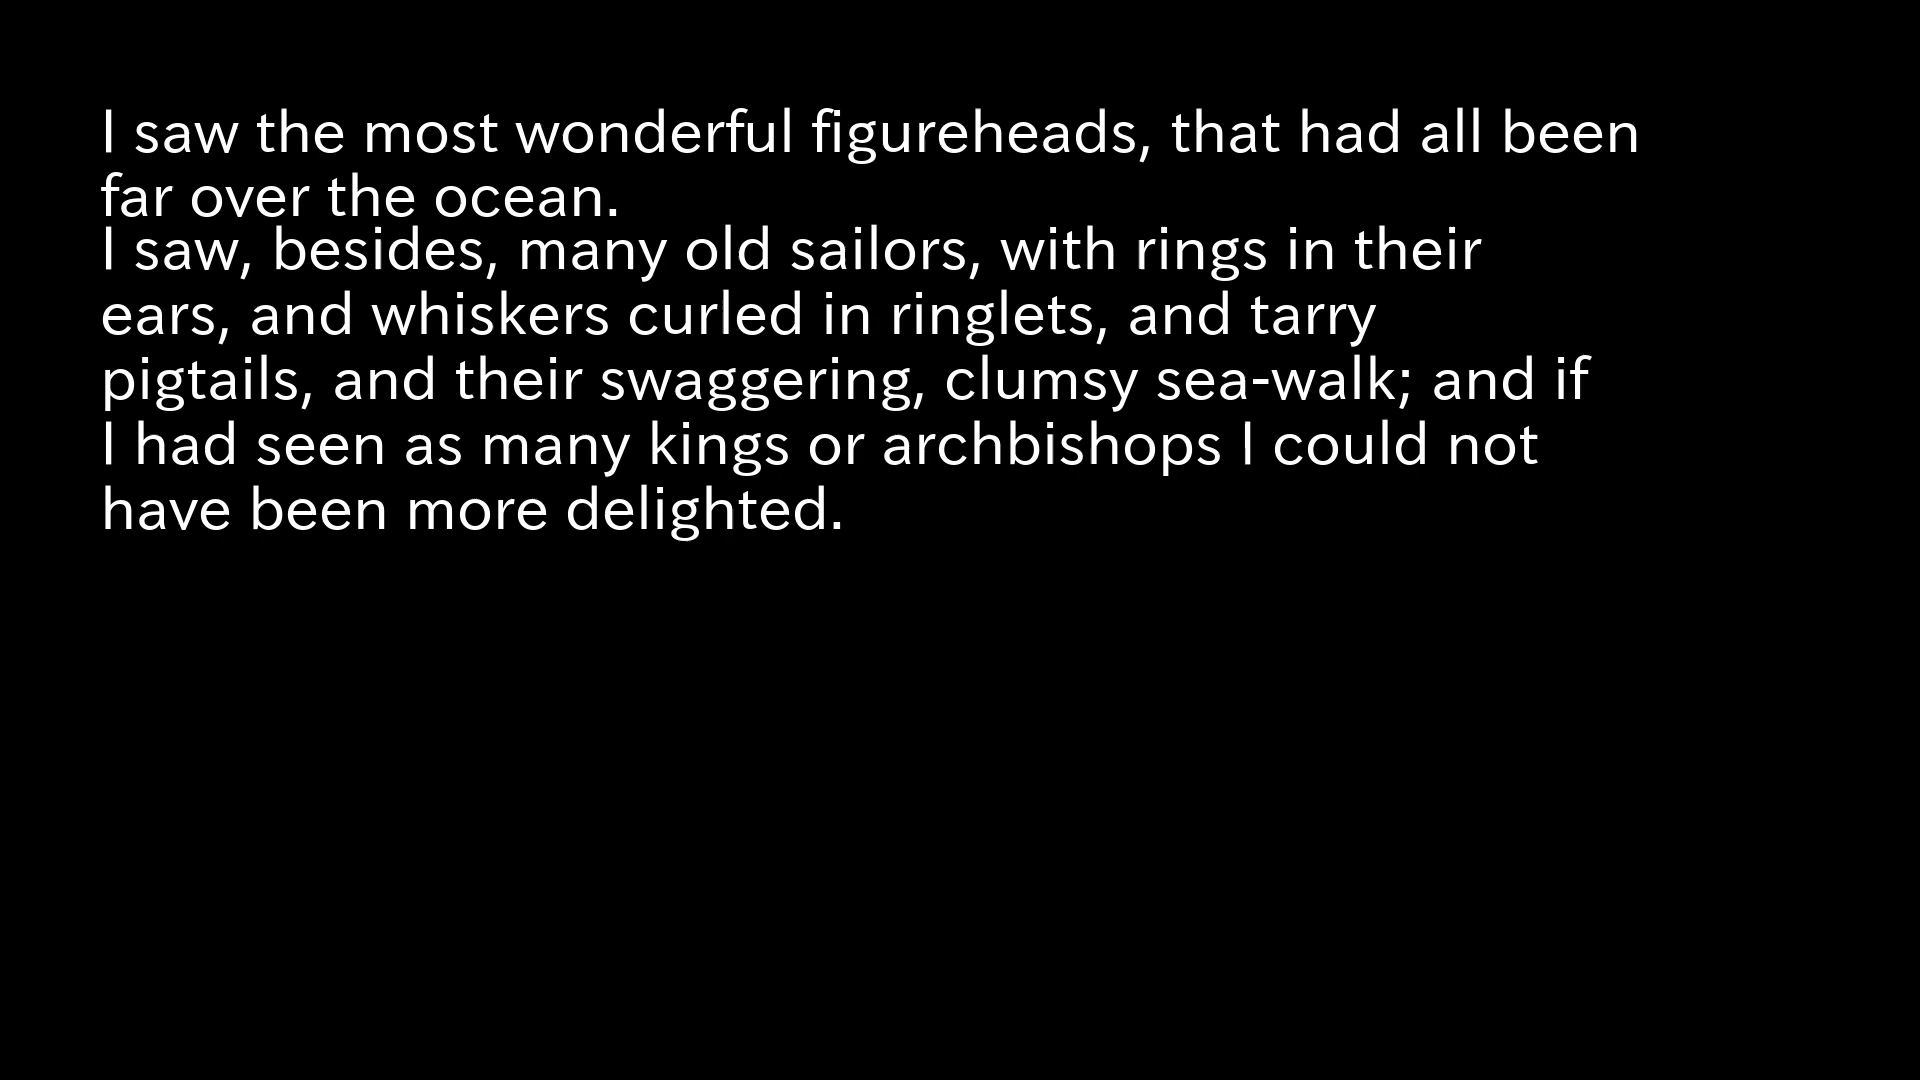 I saw the most wonderful figureheads, that had all been
far over the ocean.
I saw, besides, many old sailors, with rings in their
ears, and whiskers curled in ringlets, and tarry
pigtails, and their swaggering, clumsy sea-walk; and if
I had seen as many kings or archbishops I could not
have been more delighted.